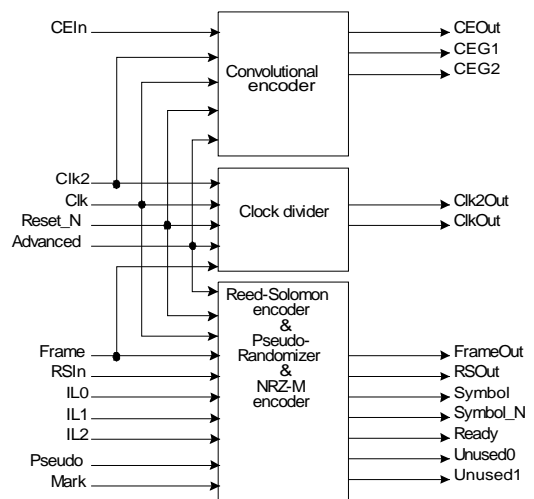 CEIn
Convolutional
encoder
CEOut
CEG1
CEG2
Clk2
Clk
Reset_N
Advanced
Clock divider
Clk2Out
ClkOut
Reed-Solomon
encoder
&
Pseudo-
Randomizer
&
NRZ-M
encoder
Frame
RSIn
IL0
IL1
IL2
Pseudo
Mark
FrameOut
RSOut
Symbol
Symbol_N
Ready
Unused0
Unused1